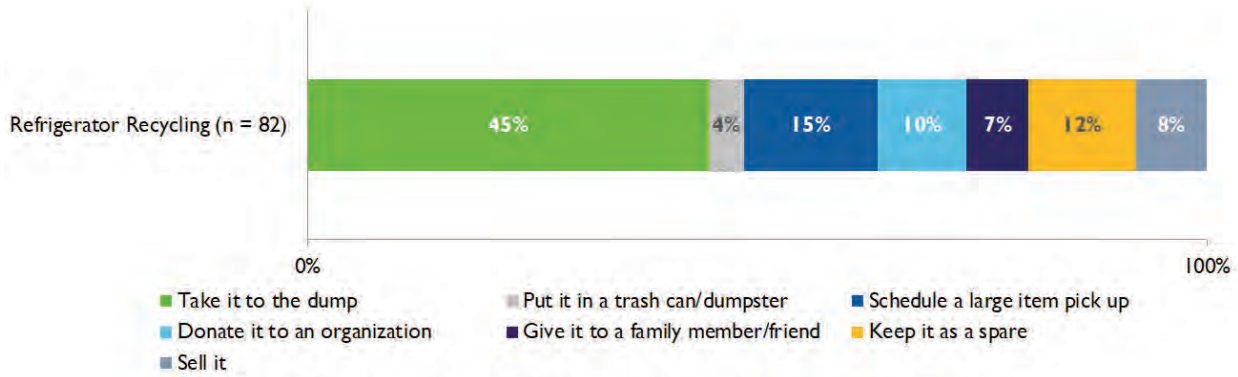 Refrigerator Recycling (n = 82)
45% 4% 15% 10% 7% 12% 8%
0% 100%
Take it to the dump Put it in a trash can/dumpster Schedule a large item pick up
Donate it to an organization Give it to a family member/friend Keep it as a spare
Sell it